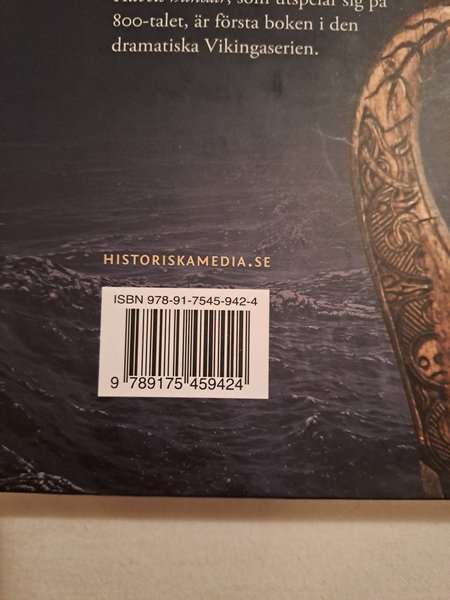 hundar, som utspelar sig på
800-talet, är första boken i den
dramatiska Vikingaserien.
HISTORISKAMEDIA.SE
ISBN 978-91-7545-942-4
9 789175 459424